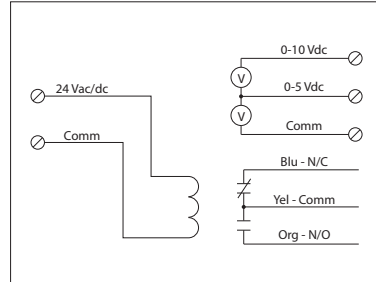 0-10 Vdc
V
24 Vac/dc
0-5 Vdc
V
Comm
Comm
Blu - N/C
Yel - Comm
Org - N/O